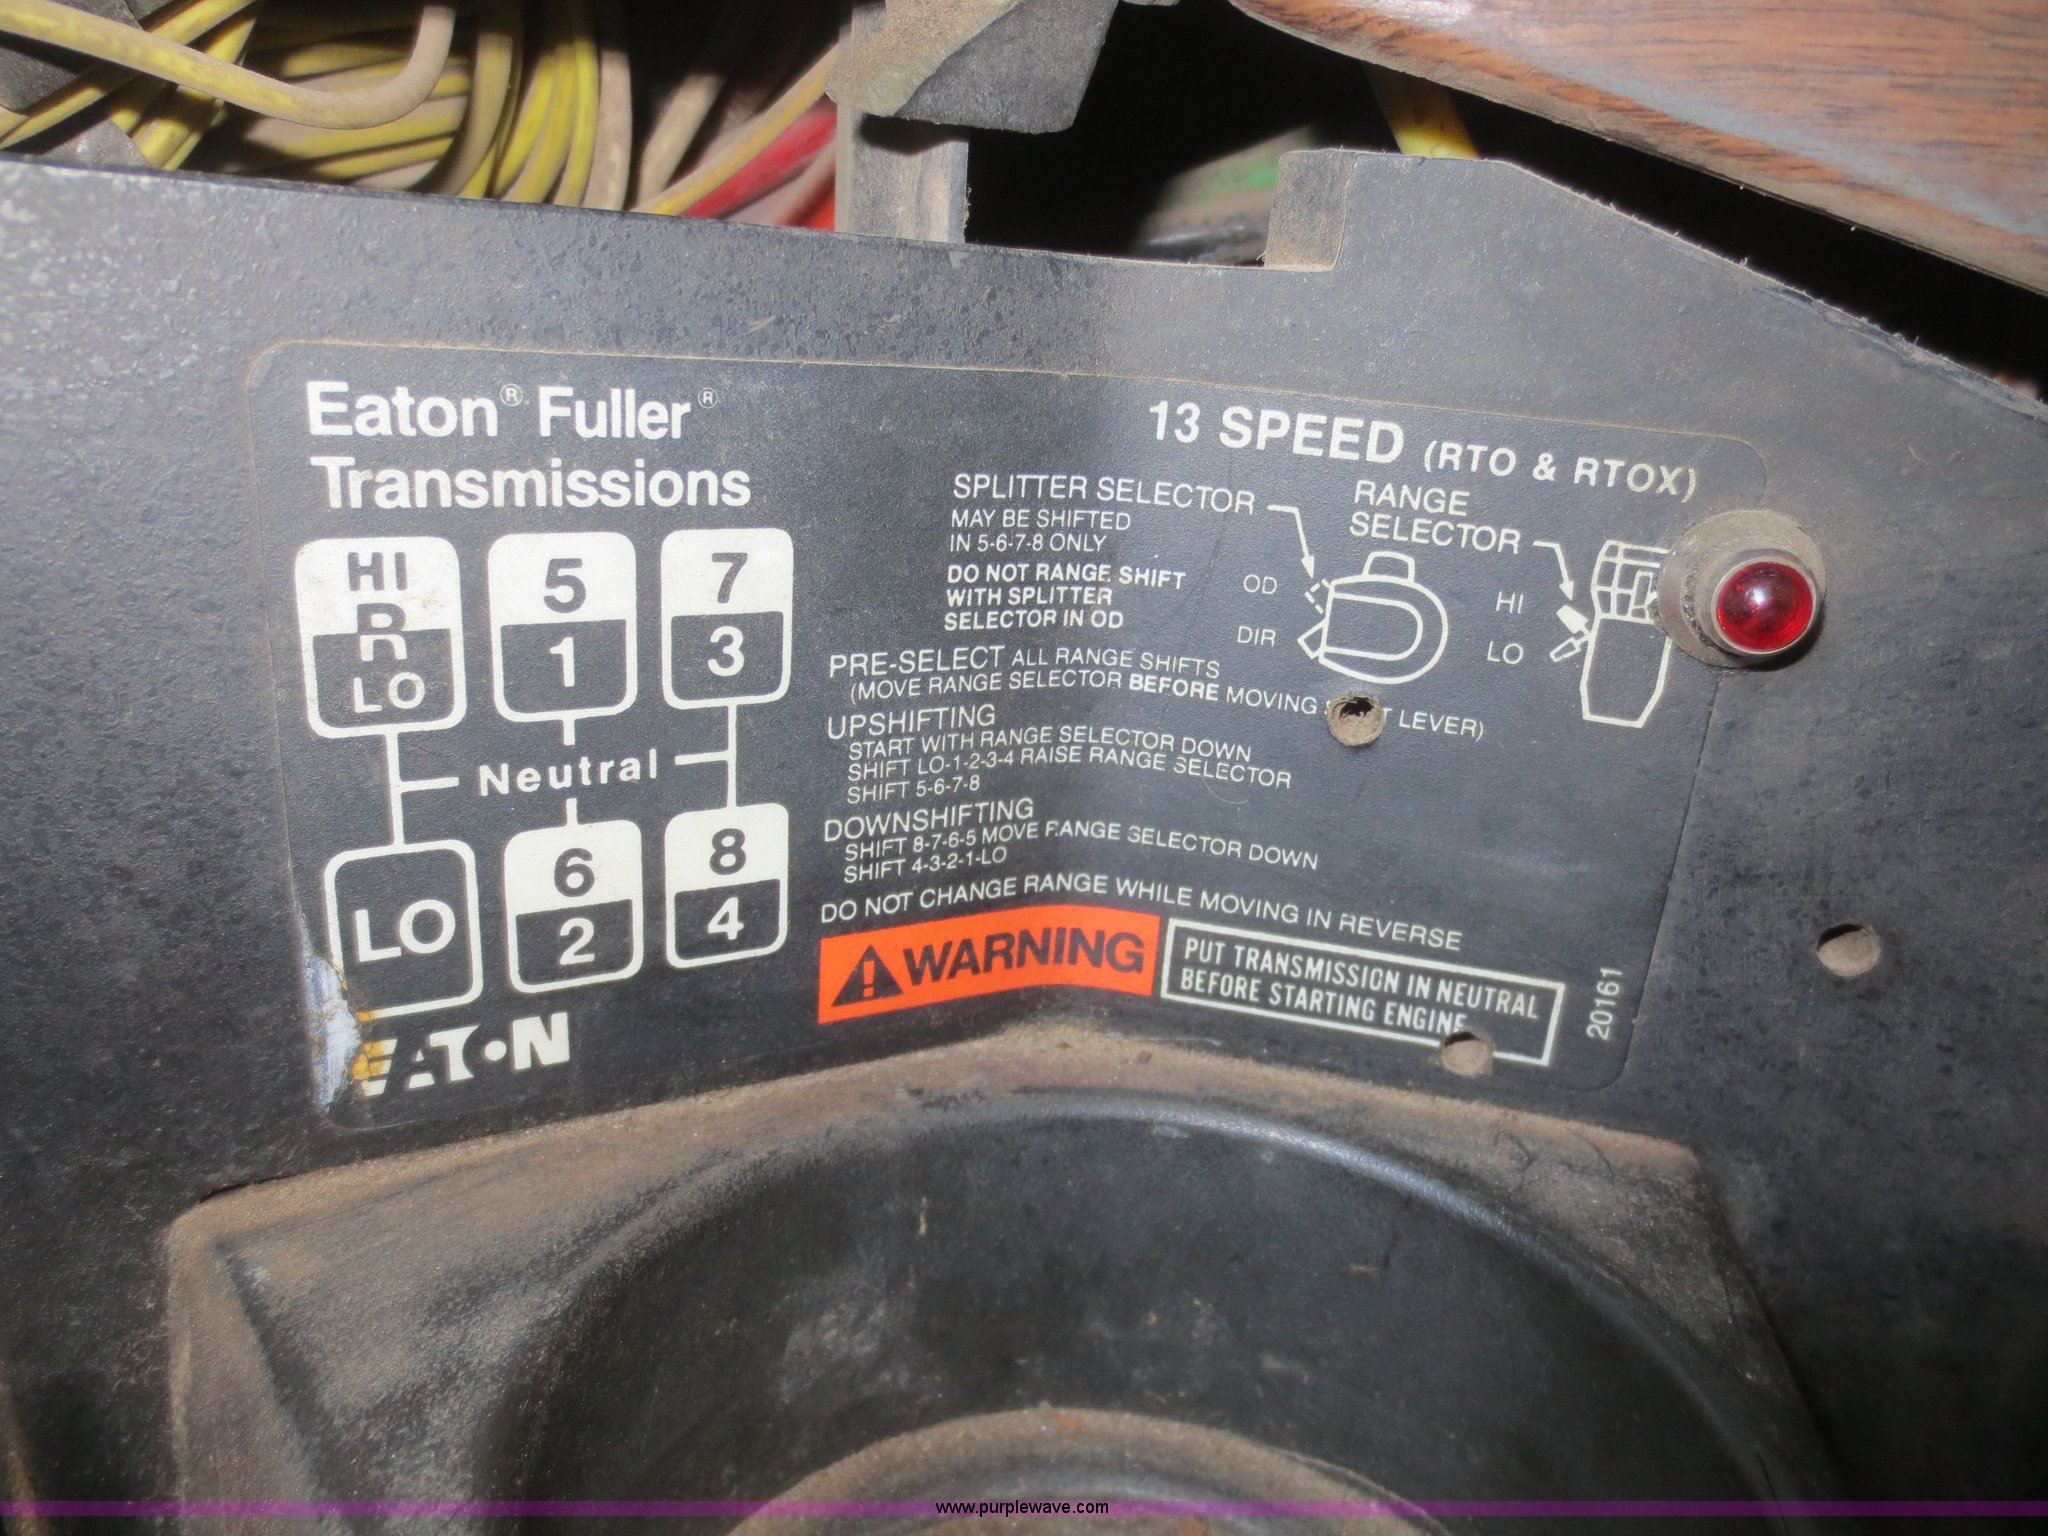 Eaton® Fuller®
Transmissions
HI
R
LO
5
1
7
3
Neutral
LO
6
2
8
4
EATON
13 SPEED (RTO & RTOX)
SPLITTER SELECTOR
MAY BE SHIFTED
IN 5-6-7-8 ONLY
DO NOT RANGE SHIFT
WITH SPLITTER
SELECTOR IN OD
OD
DIR
RANGE
SELECTOR
HI
LO
PRE-SELECT ALL RANGE SHIFTS
(MOVE RANGE SELECTOR BEFORE MOVING LEVER)
UPSHIFTING
START WITH RANGE SELECTOR DOWN
SHIFT LO-1-2-3-4 RAISE RANGE SELECTOR
SHIFT 5-6-7-8
DOWNSHIFTING
SHIFT 8-7-6-5 MOVE RANGE SELECTOR DOWN
SHIFT 4-3-2-1-LO
DO NOT CHANGE RANGE WHILE MOVING IN REVERSE
WARNING
PUT TRANSMISSION IN NEUTRAL
BEFORE STARTING ENGINE
20161
www.purplewave.com